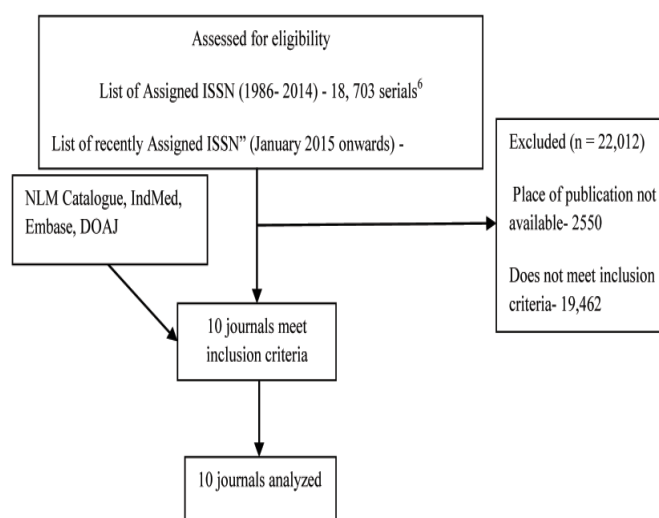 Assessed for eligibility
List of Assigned ISSN (1986- 2014) - 18, 703 serials⁶
List of recently Assigned ISSN” (January 2015 onwards) -
Excluded (n = 22,012)
Place of publication not
available- 2550
Does not meet inclusion
criteria- 19,462
NLM Catalogue, IndMed,
Embase, DOAJ
10 journals meet
inclusion criteria
10 journals analyzed